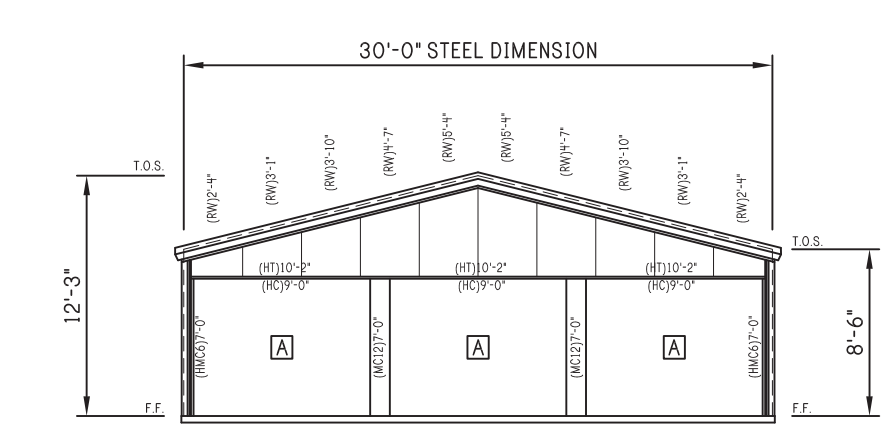 30'-0" STEEL DIMENSION
T.O.S.
(RW)2'-4"
(RW)3'-1"
(RW)3'-10"
(RW)4'-7"
(RW)5'-4"
(RW)5'-4"
(RW)4'-7"
(RW)3'-10"
(RW)3'-1"
(RW)2'-4"
T.O.S.
(HT)10'-2"
(HT)10'-2"
(HT)10'-2"
(HC)9'-0"
(HC)9'-0"
(HC)9'-0"
12'-3"
(HMC6)7'-0"
A
(MC12)7'-0"
A
(MC12)7'-0"
A
(HMC6)7'-0"
8'-6"
F.F.
F.F.